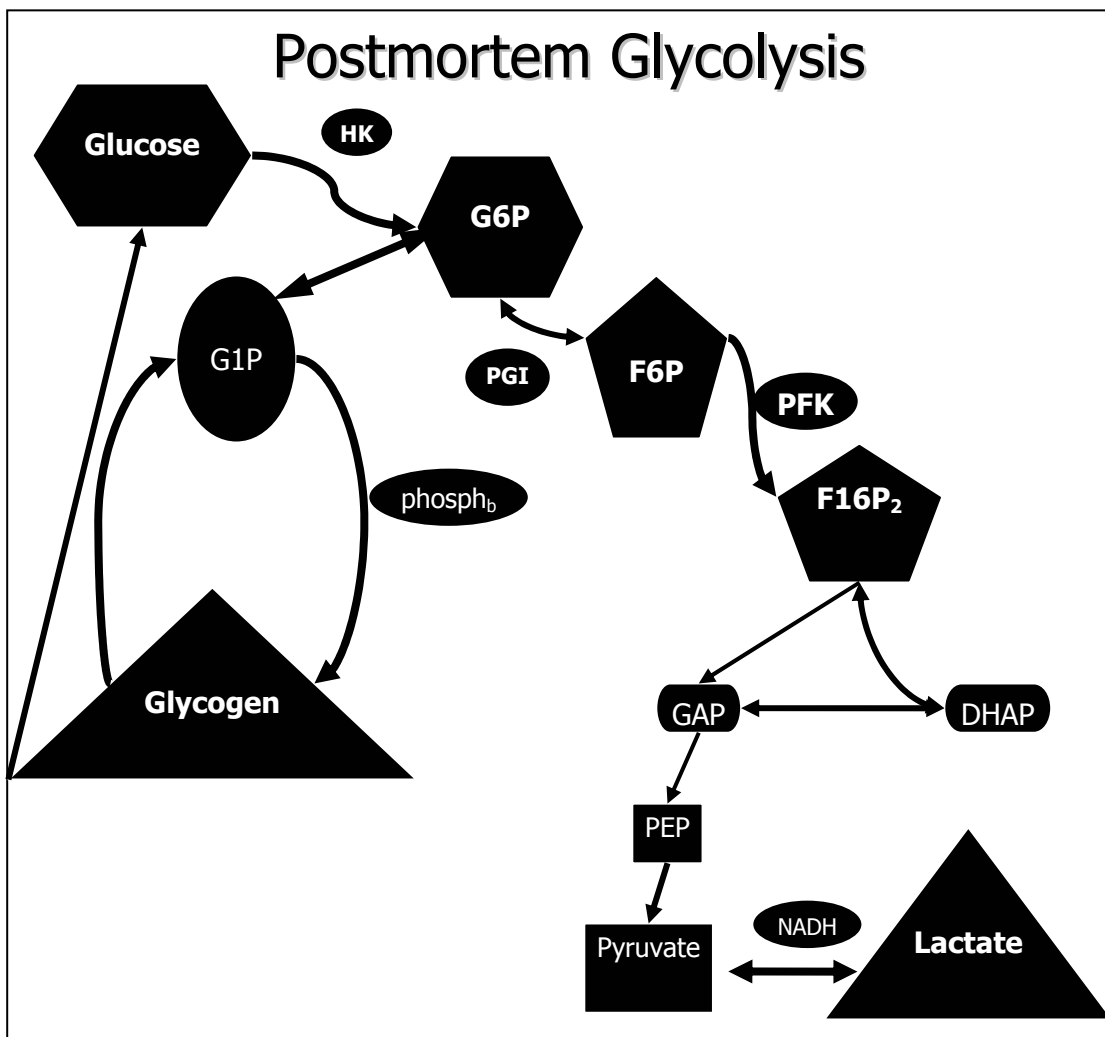 Postmortem Glycolysis
Glucose
HK
G6P
G1P
PGI
F6P
PFK
phosph_b
F16P₂
Glycogen
GAP
DHAP
PEP
Pyruvate
NADH
Lactate